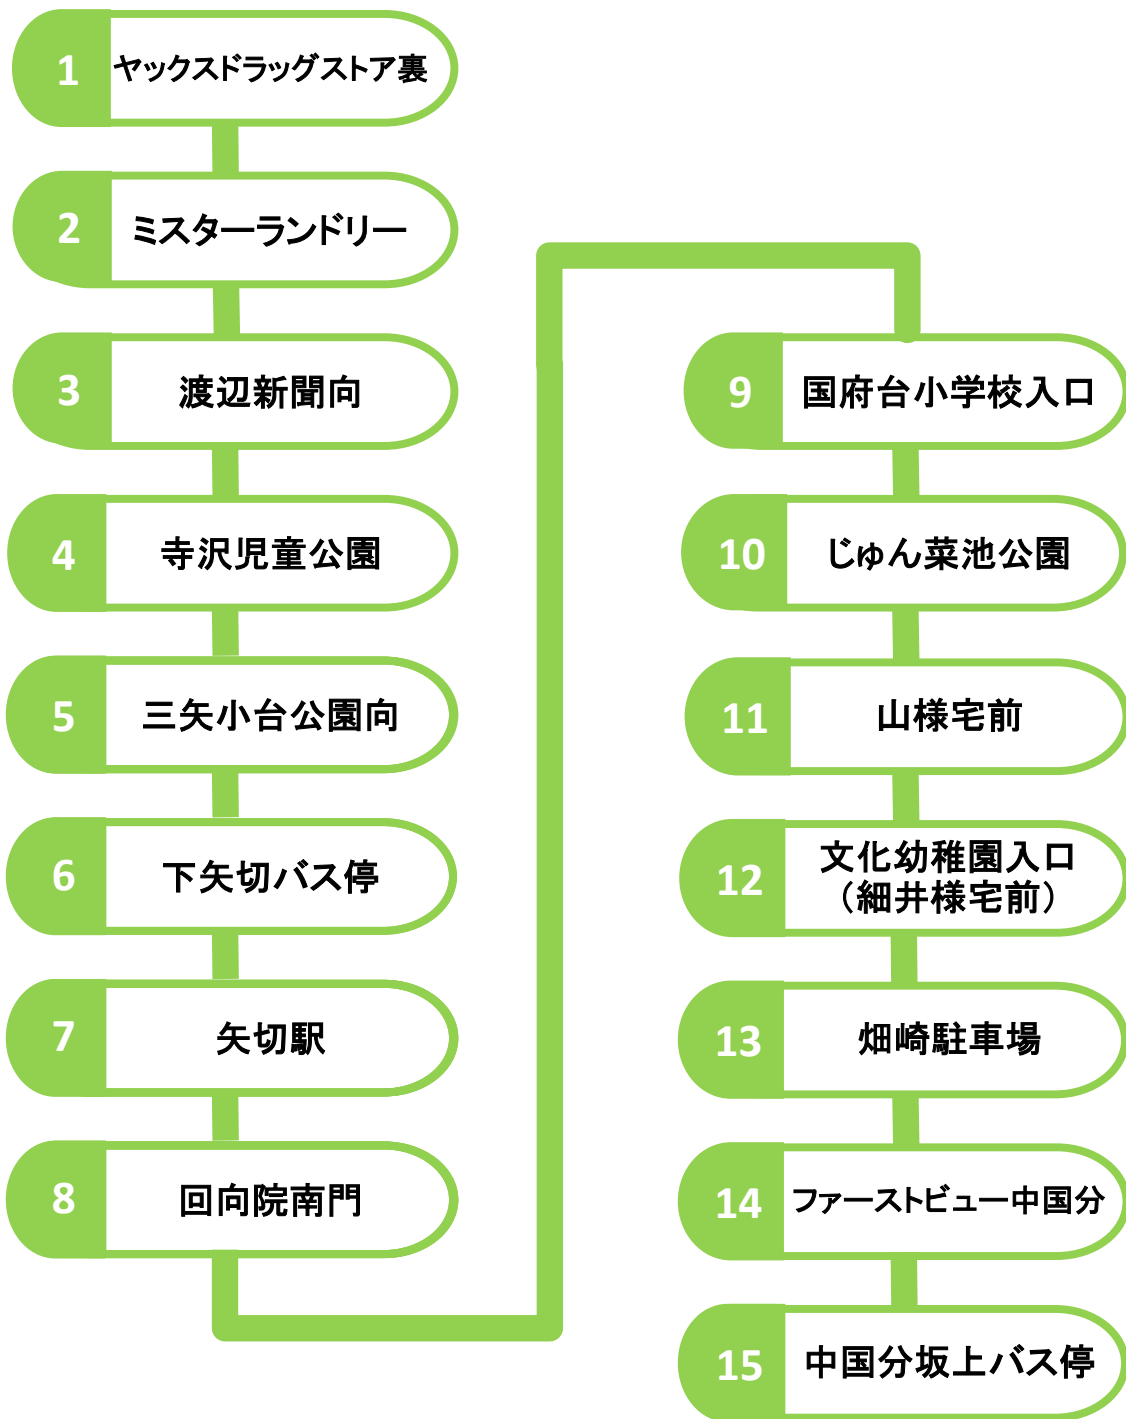 1 ヤックスドラッグストア裏
2 ミスターランドリー
3 渡辺新聞向
4 寺沢児童公園
5 三矢小台公園向
6 下矢切バス停
7 矢切駅
8 回向院南門
9 国府台小学校入口
10 じゅん菜池公園
11 山様宅前
12 文化幼稚園入口
（細井様宅前）
13 畑崎駐車場
14 ファーストビュー中国分
15 中国分坂上バス停